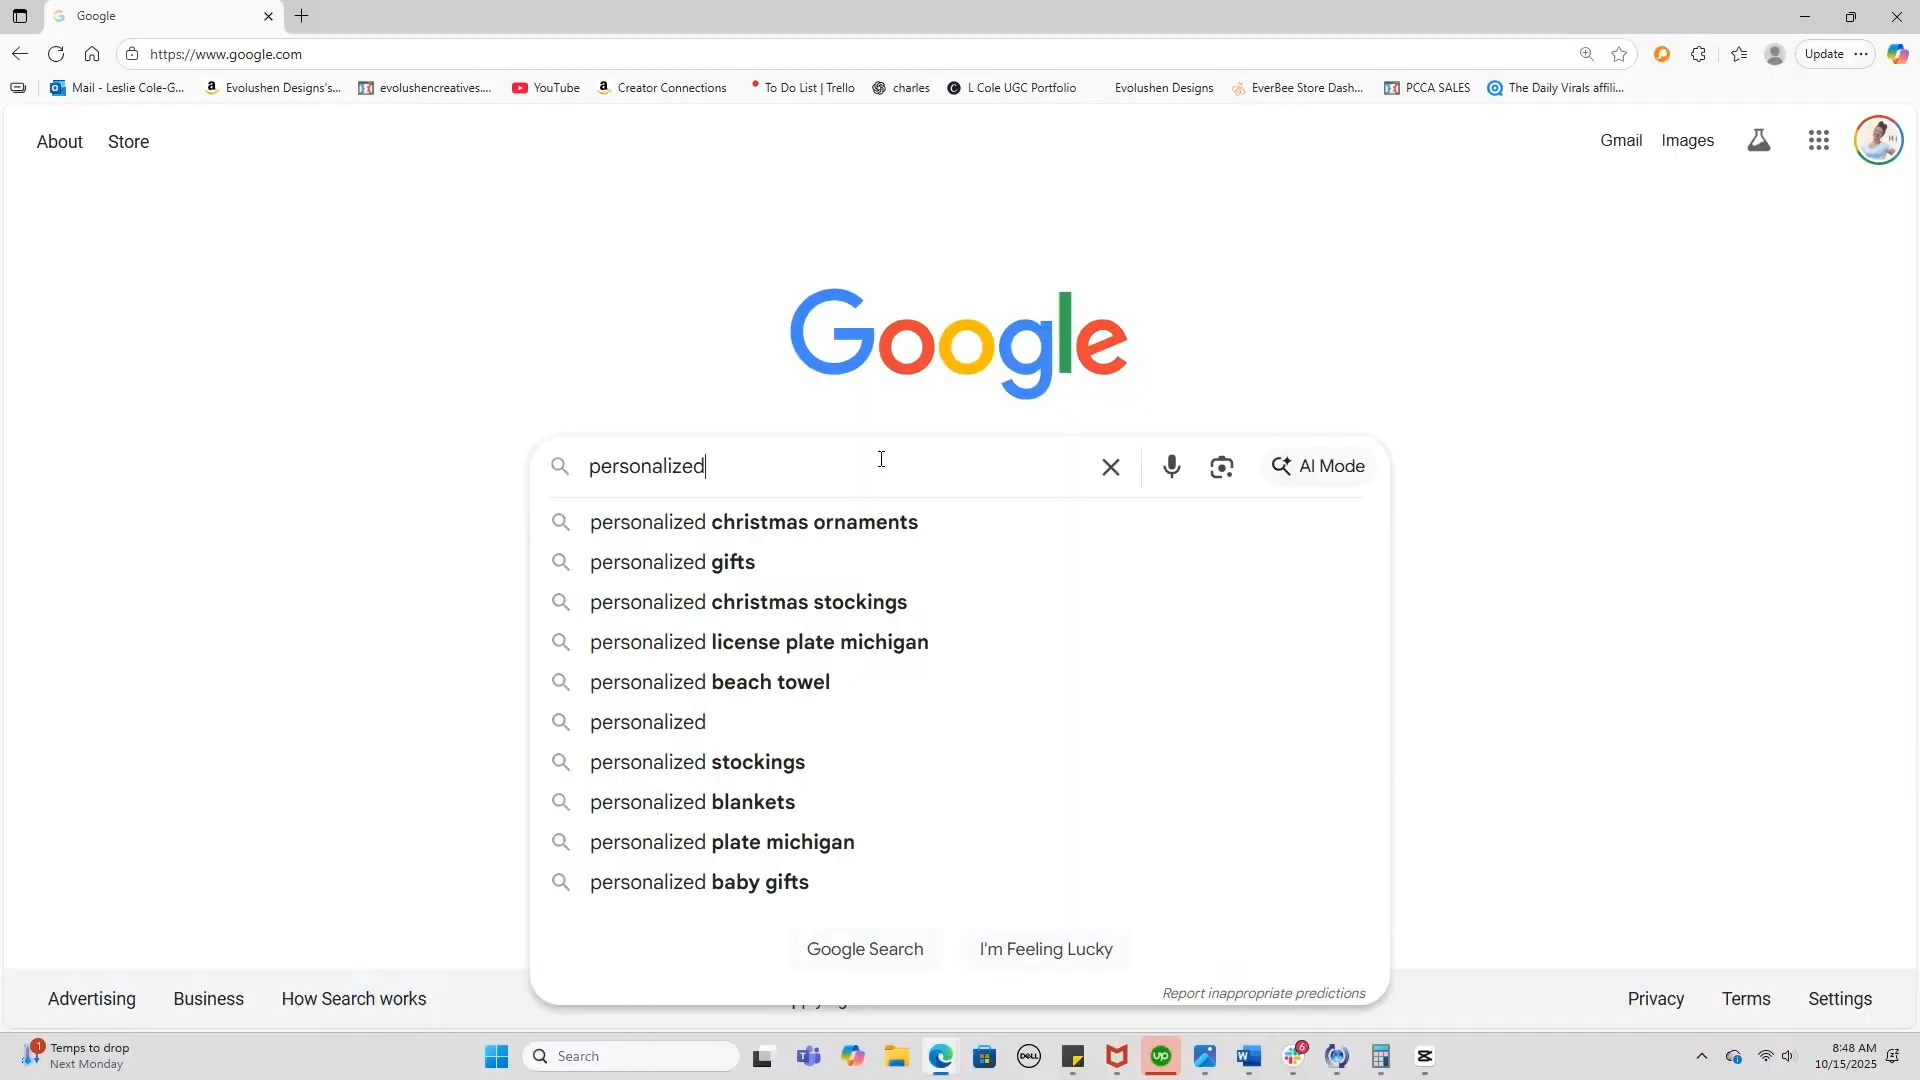 Google
https://www.google.com
Update
Mail - Leslie Cole-G...
Evolushen Designs's...
evolushencreatives....
YouTube
Creator Connections
To Do List | Trello
charles
L Cole UGC Portfolio
Evolushen Designs
EverBee Store Dash...
PCCA SALES
The Daily Virals affili...
About
Store
Gmail
Images
Hi
Google
personalized
AI Mode
personalized christmas ornaments
personalized gifts
personalized christmas stockings
personalized license plate michigan
personalized beach towel
personalized
personalized stockings
personalized blankets
personalized plate michigan
personalized baby gifts
Google Search
I'm Feeling Lucky
Report inappropriate predictions
Advertising
Business
How Search works
Privacy
Terms
Settings
1
Temps to drop
Next Monday
Search
DELL
up
W
6
8:48 AM
10/15/2025